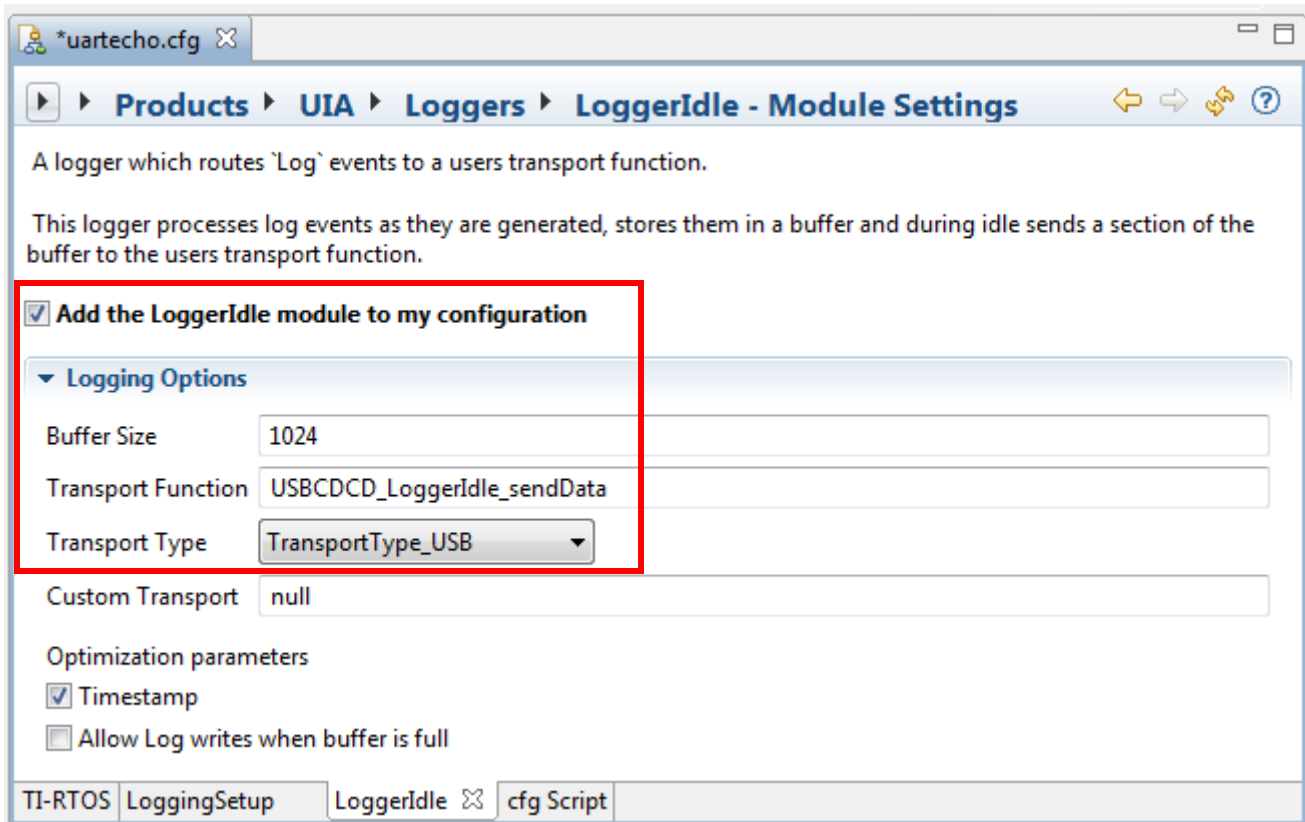 *uartecho.cfg
Products UIA Loggers LoggerIdle - Module Settings
A logger which routes `Log` events to a users transport function.
This logger processes log events as they are generated, stores them in a buffer and during idle sends a section of the
buffer to the users transport function.
Add the LoggerIdle module to my configuration
Logging Options
Buffer Size 1024
Transport Function USBCDCD_LoggerIdle_sendData
Transport Type TransportType_USB
Custom Transport null
Optimization parameters
Timestamp
Allow Log writes when buffer is full
TI-RTOS LoggingSetup LoggerIdle cfg Script